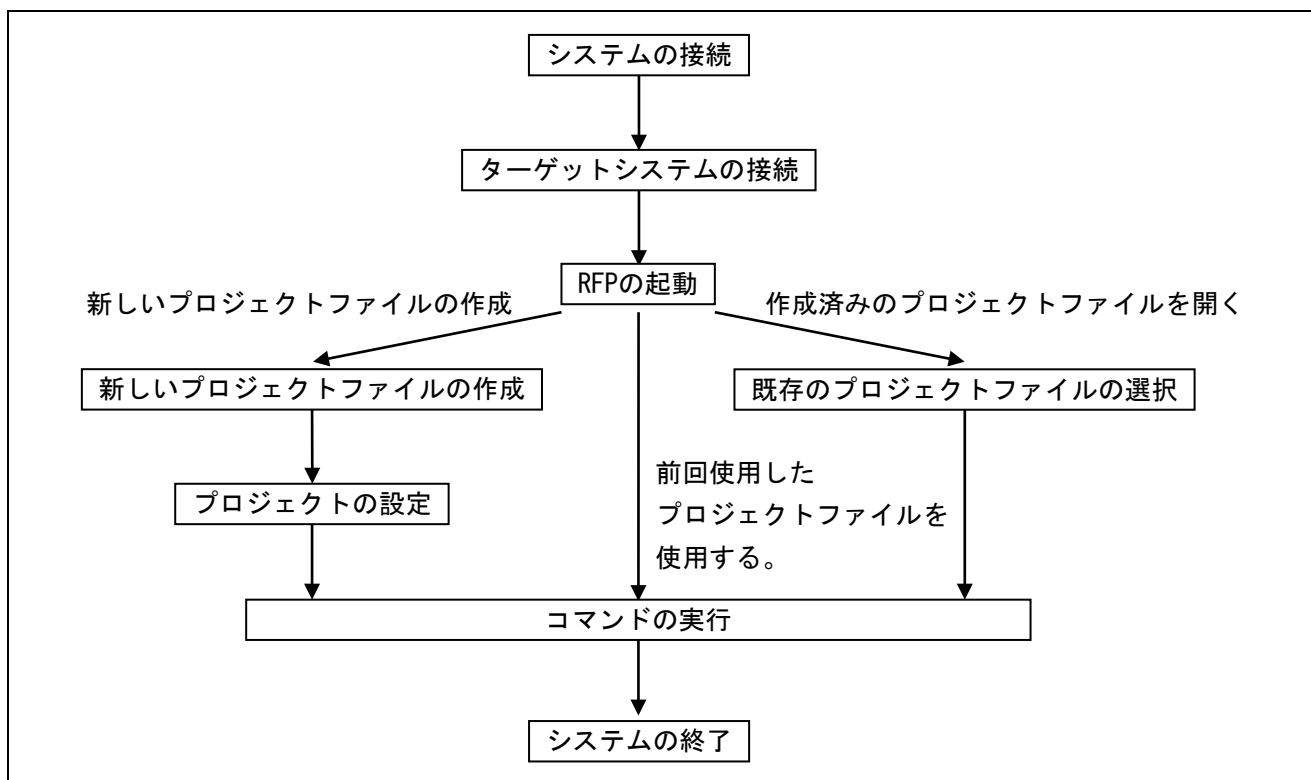 システムの接続
ターゲットシステムの接続
RFPの起動
新しいプロジェクトファイルの作成
作成済みのプロジェクトファイルを開く
新しいプロジェクトファイルの作成
既存のプロジェクトファイルの選択
プロジェクトの設定
前回使用した
プロジェクトファイルを
使用する。
コマンドの実行
システムの終了